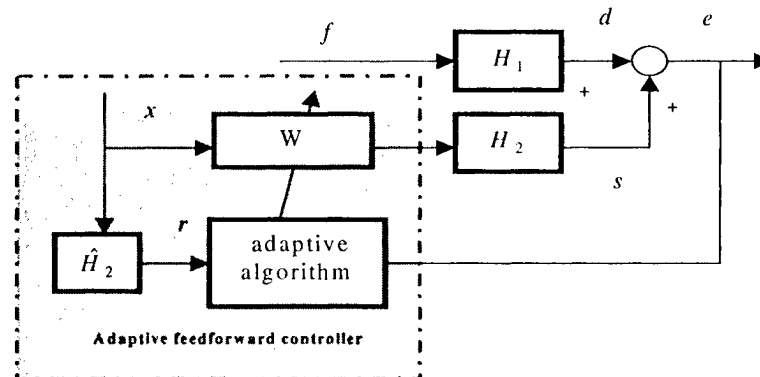 f
H₁
d
e
+
+
x
W
H₂
s
Ĥ₂
r
adaptive
algorithm
Adaptive feedforward controller